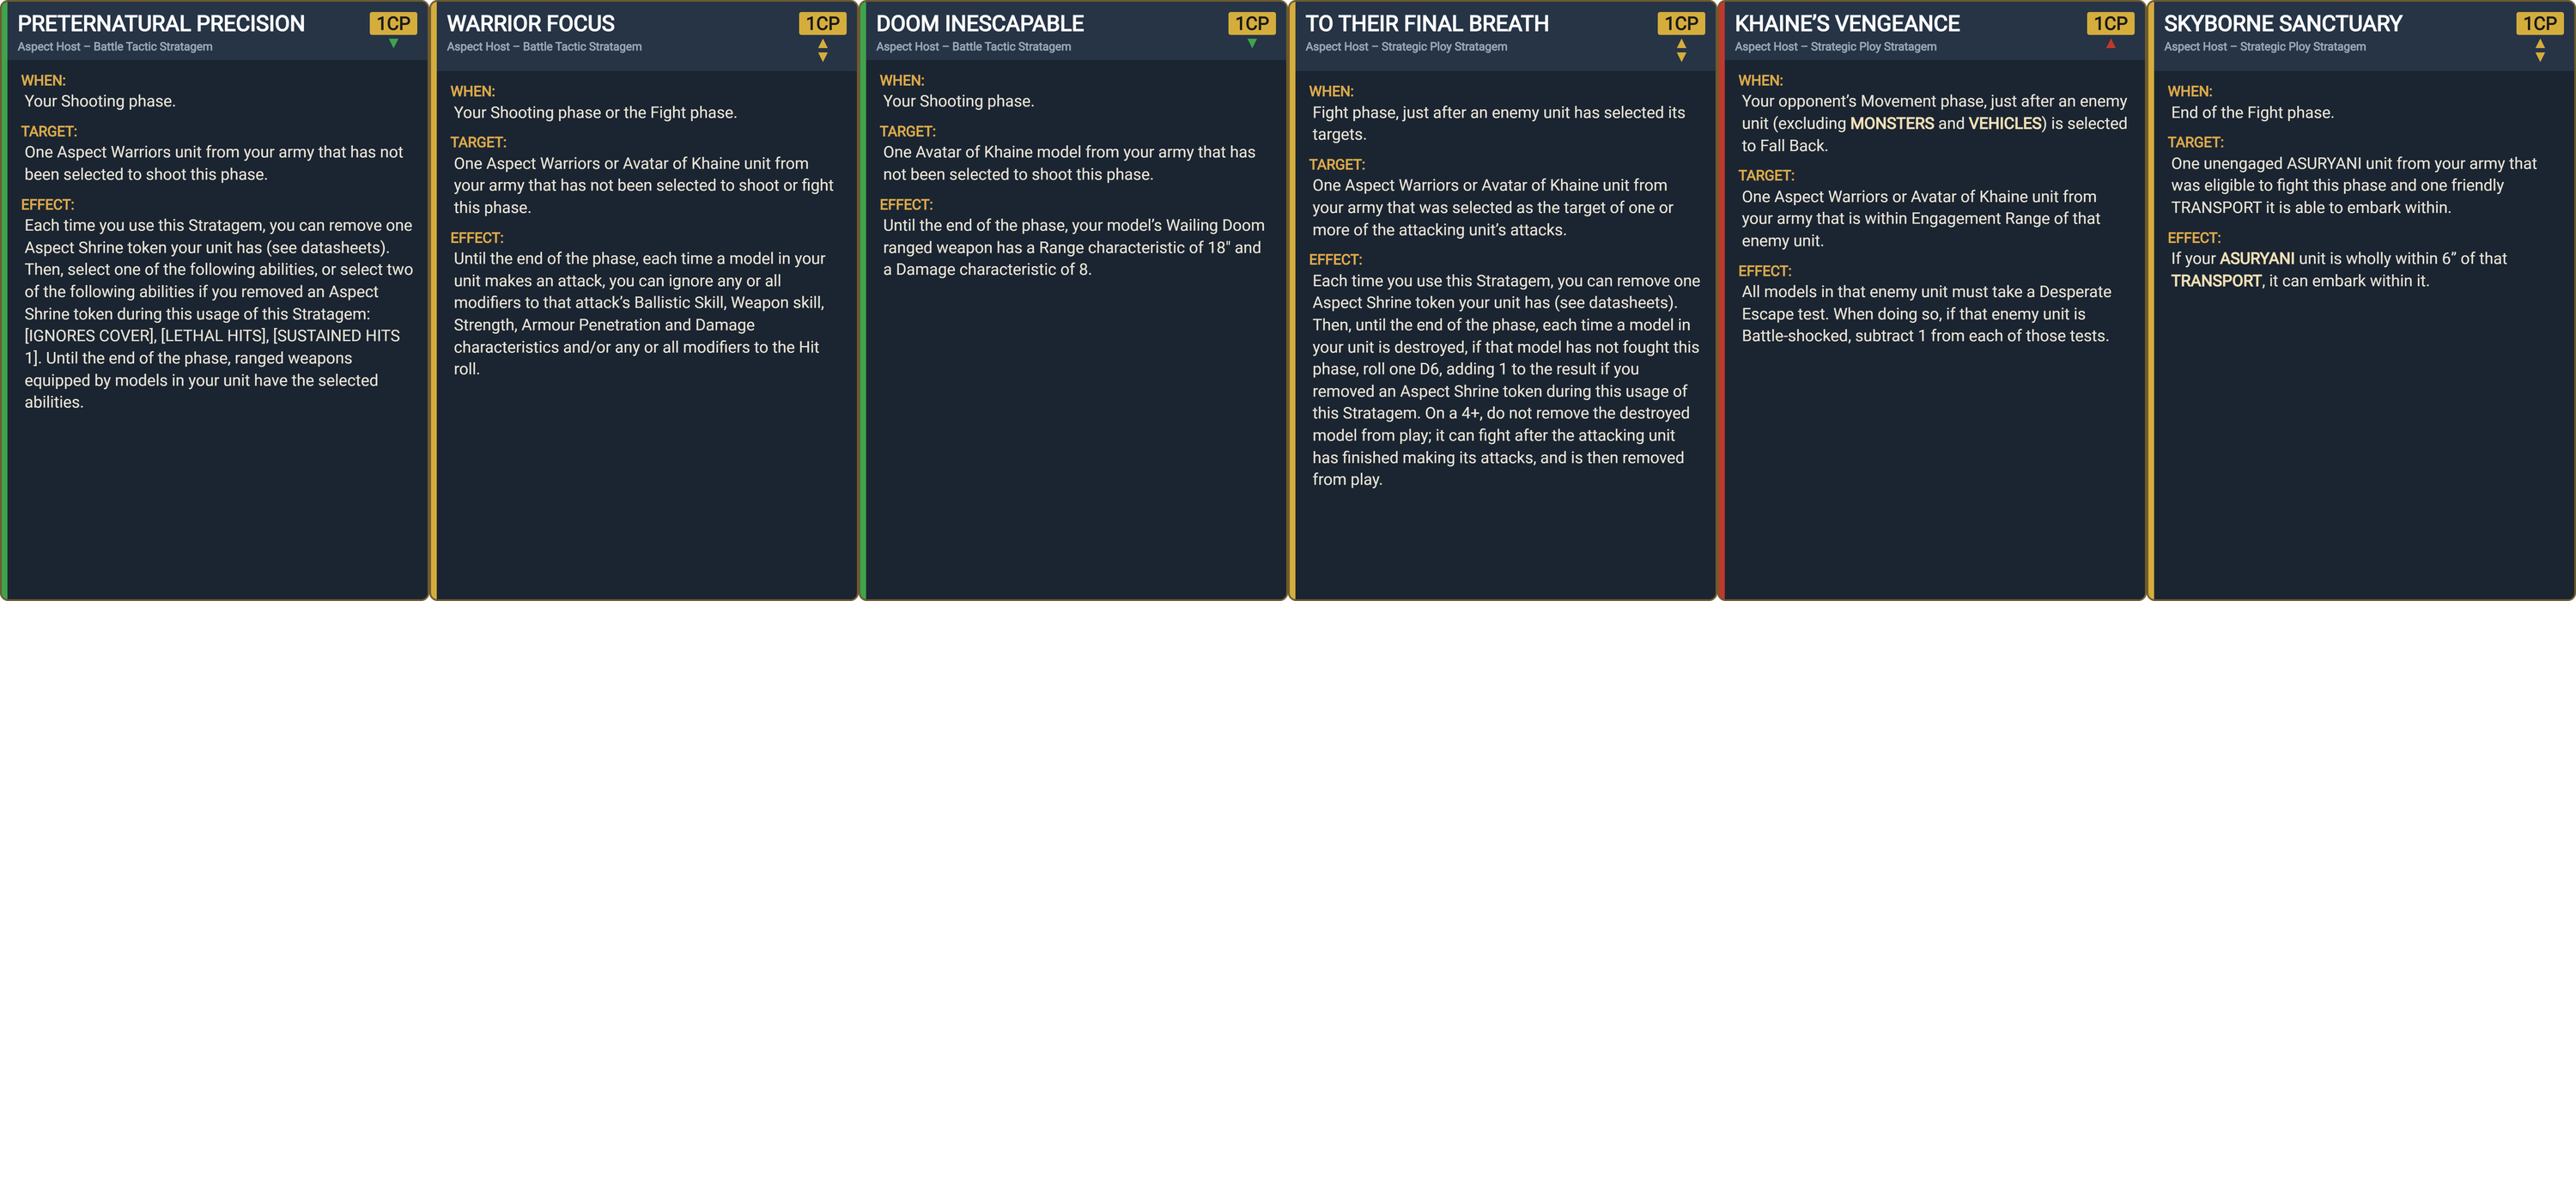 PRETERNATURAL PRECISION
1CP
Aspect Host – Battle Tactic Stratagem
WHEN:
Your Shooting phase.
TARGET:
One Aspect Warriors unit from your army that has not
been selected to shoot this phase.
EFFECT:
Each time you use this Stratagem, you can remove one
Aspect Shrine token your unit has (see datasheets).
Then, select one of the following abilities, or select two
of the following abilities if you removed an Aspect
Shrine token during this usage of this Stratagem:
[IGNORES COVER], [LETHAL HITS], [SUSTAINED HITS
1]. Until the end of the phase, ranged weapons
equipped by models in your unit have the selected
abilities.
WARRIOR FOCUS
1CP
Aspect Host – Battle Tactic Stratagem
WHEN:
Your Shooting phase or the Fight phase.
TARGET:
One Aspect Warriors or Avatar of Khaine unit from
your army that has not been selected to shoot or fight
this phase.
EFFECT:
Until the end of the phase, each time a model in your
unit makes an attack, you can ignore any or all
modifiers to that attack’s Ballistic Skill, Weapon skill,
Strength, Armour Penetration and Damage
characteristics and/or any or all modifiers to the Hit
roll.
DOOM INESCAPABLE
1CP
Aspect Host – Battle Tactic Stratagem
WHEN:
Your Shooting phase.
TARGET:
One Avatar of Khaine model from your army that has
not been selected to shoot this phase.
EFFECT:
Until the end of the phase, your model’s Wailing Doom
ranged weapon has a Range characteristic of 18" and
a Damage characteristic of 8.
TO THEIR FINAL BREATH
1CP
Aspect Host – Strategic Ploy Stratagem
WHEN:
Fight phase, just after an enemy unit has selected its
targets.
TARGET:
One Aspect Warriors or Avatar of Khaine unit from
your army that was selected as the target of one or
more of the attacking unit’s attacks.
EFFECT:
Each time you use this Stratagem, you can remove one
Aspect Shrine token your unit has (see datasheets).
Then, until the end of the phase, each time a model in
your unit is destroyed, if that model has not fought this
phase, roll one D6, adding 1 to the result if you
removed an Aspect Shrine token during this usage of
this Stratagem. On a 4+, do not remove the destroyed
model from play; it can fight after the attacking unit
has finished making its attacks, and is then removed
from play.
KHAINE’S VENGEANCE
1CP
Aspect Host – Strategic Ploy Stratagem
WHEN:
Your opponent’s Movement phase, just after an enemy
unit (excluding MONSTERS and VEHICLES) is selected
to Fall Back.
TARGET:
One Aspect Warriors or Avatar of Khaine unit from
your army that is within Engagement Range of that
enemy unit.
EFFECT:
All models in that enemy unit must take a Desperate
Escape test. When doing so, if that enemy unit is
Battle-shocked, subtract 1 from each of those tests.
SKYBORNE SANCTUARY
1CP
Aspect Host – Strategic Ploy Stratagem
WHEN:
End of the Fight phase.
TARGET:
One unengaged ASURYANI unit from your army that
was eligible to fight this phase and one friendly
TRANSPORT it is able to embark within.
EFFECT:
If your ASURYANI unit is wholly within 6” of that
TRANSPORT, it can embark within it.